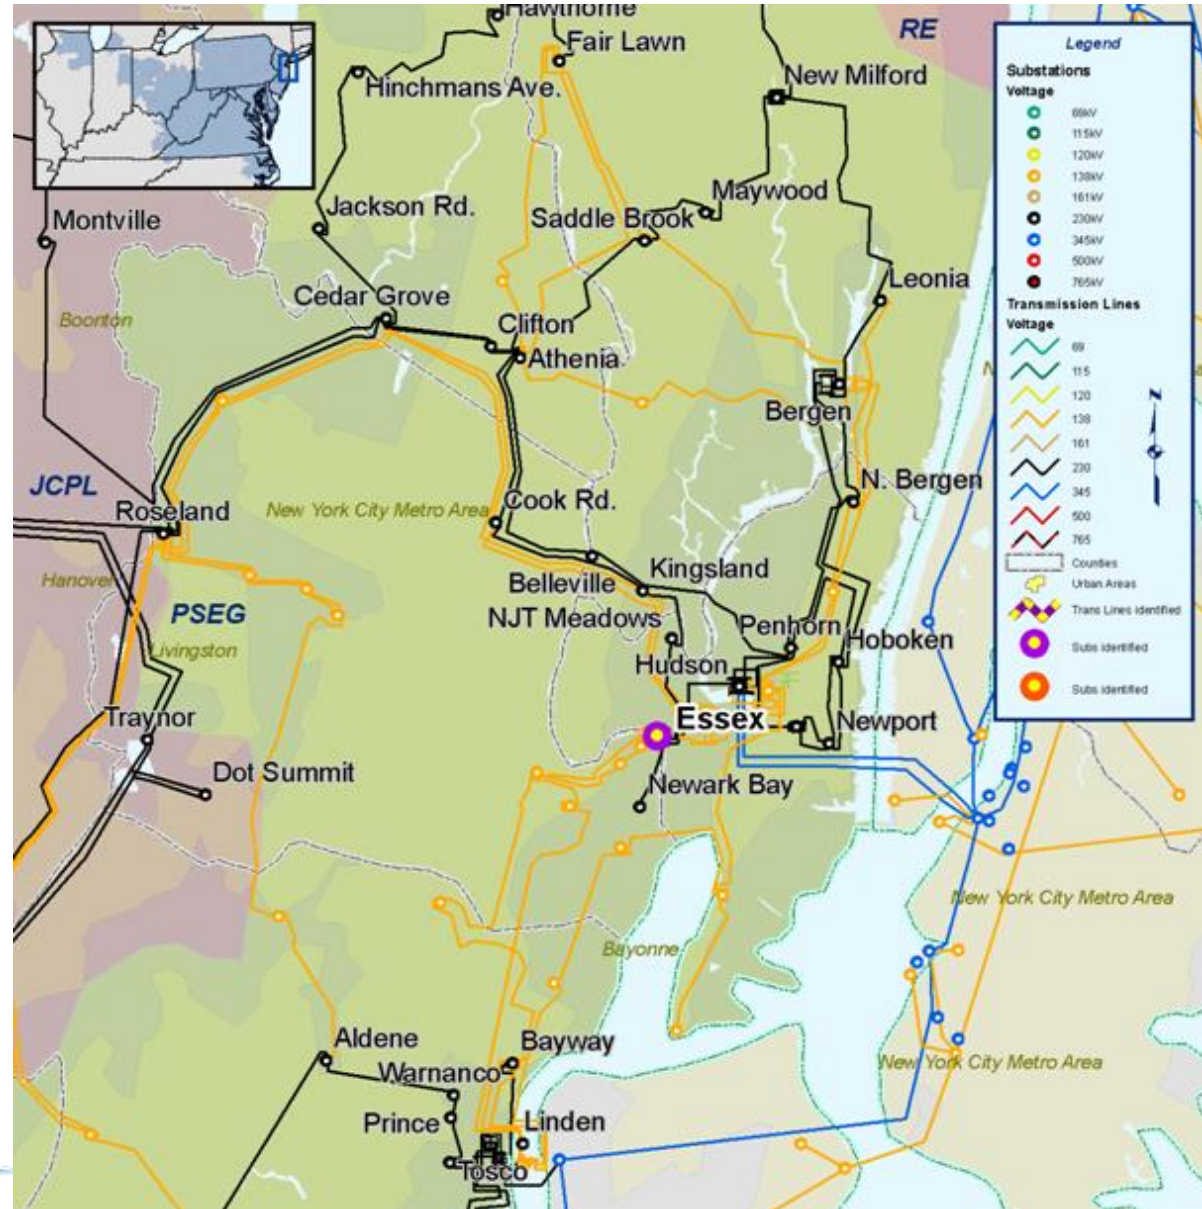 Hawthorne
Fair Lawn
RE
Hinchmans Ave.
New Milford
Maywood
Jackson Rd.
Saddle Brook
Montville
Leonia
Cedar Grove
Boonton
Clifton
Athenia
Bergen
JCPL
Roseland
New York City Metro Area
Cook Rd.
N. Bergen
Hanover
Belleville
Kingsland
PSEG
NJT Meadows
Penhorn
Hoboken
Livingston
Hudson
Traynor
Essex
Newport
Dot Summit
Newark Bay
New York City Metro Area
Bayonne
Aldene
Bayway
Warnanco
New York City Metro Area
Prince
Linden
Tosco
Legend
Substations
Voltage
69kV
115kV
120kV
138kV
161kV
230kV
345kV
500kV
765kV
Transmission Lines
Voltage
69
115
120
138
161
230
345
500
765
Counties
Urban Areas
Trans Lines identified
Subs identified
Subs identified
N